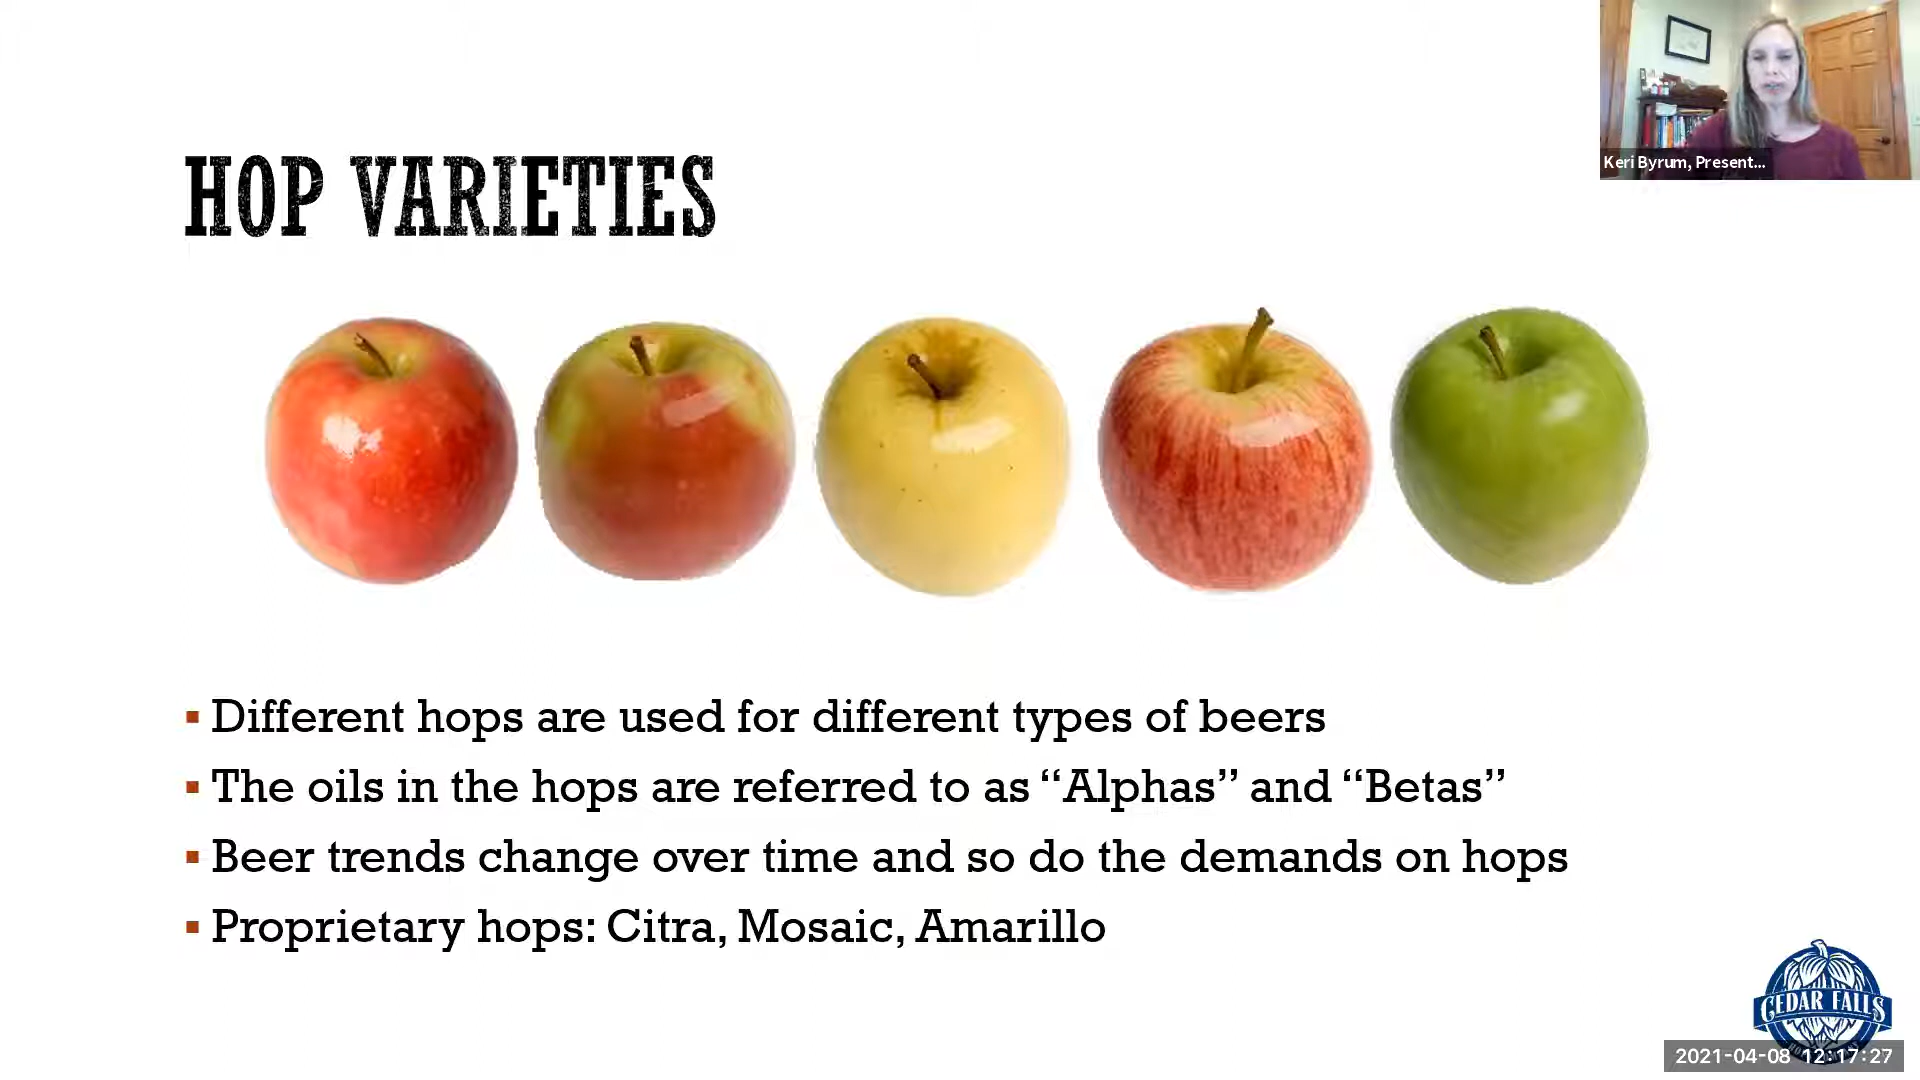 Keri Byrum, Present...
HOP VARIETIES
▪ Different hops are used for different types of beers
▪ The oils in the hops are referred to as “Alphas” and “Betas”
▪ Beer trends change over time and so do the demands on hops
▪ Proprietary hops: Citra, Mosaic, Amarillo
CEDAR FALLS
2021-04-08 12:17:27